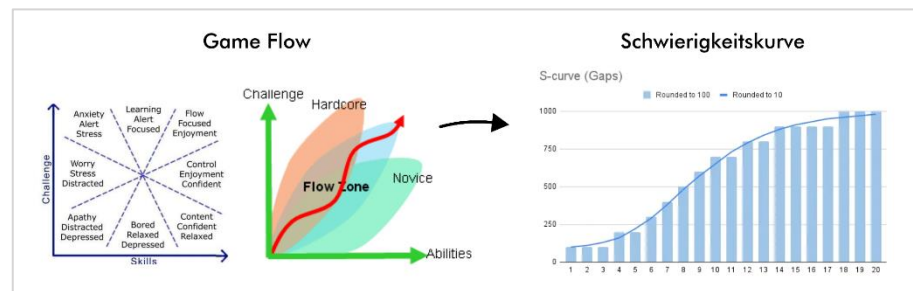 Game Flow
Anxiety
Alert
Stress
Learning
Alert
Focused
Flow
Focused
Enjoyment
Worry
Stress
Distracted
Control
Enjoyment
Confident
Apathy
Distracted
Depressed
Bored
Relaxed
Depressed
Content
Confident
Relaxed
Challenge
Skills
Challenge
Hardcore
Flow Zone
Novice
Abilities
Schwierigkeitskurve
S-curve (Gaps)
Rounded to 100
Rounded to 10
1000
750
500
250
0
1 2 3 4 5 6 7 8 9 10 11 12 13 14 15 16 17 18 19 20